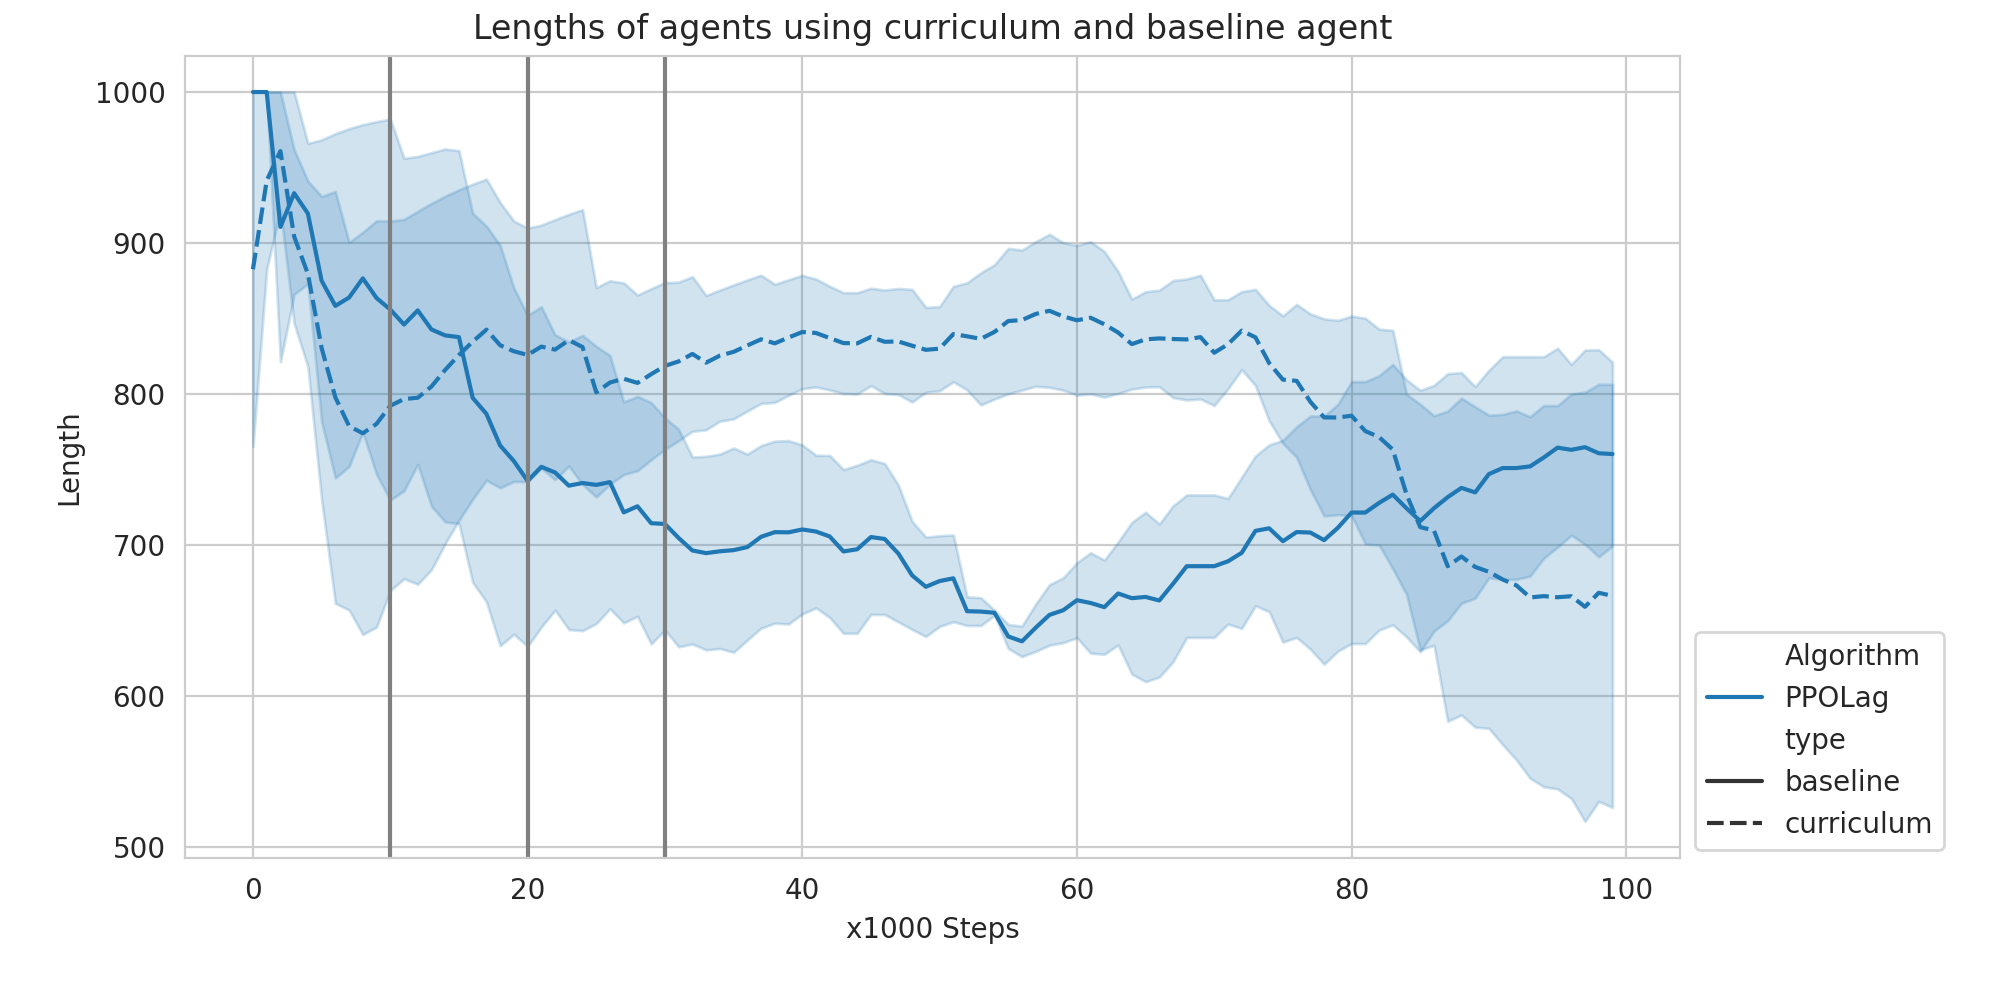 Lengths of agents using curriculum and baseline agent
1000
900
800
700
600
500
Length
0
20
40
60
80
100
x1000 Steps
Algorithm
PPOLag
type
baseline
curriculum